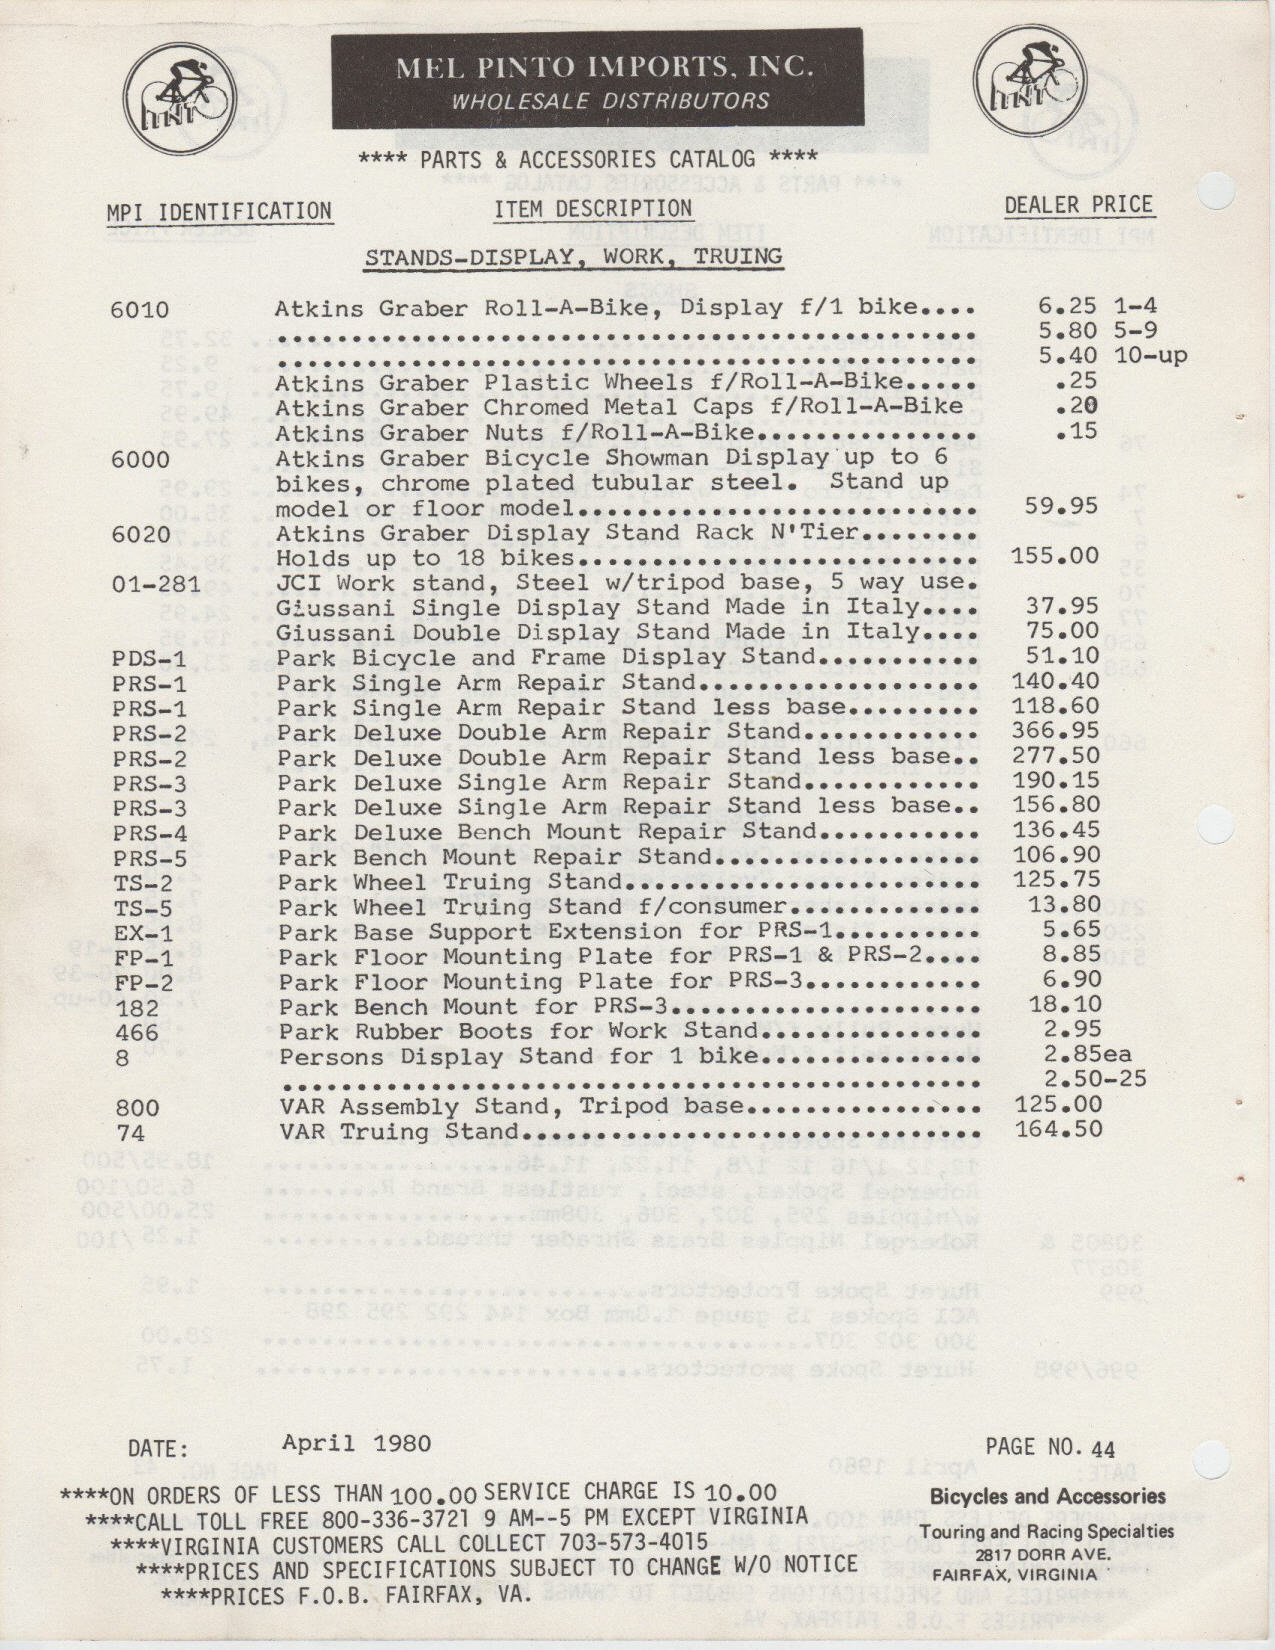 MEL PINTO IMPORTS, INC.
WHOLESALE DISTRIBUTORS
**** PARTS & ACCESSORIES CATALOG ****
MPI IDENTIFICATION ITEM DESCRIPTION DEALER PRICE
STANDS-DISPLAY, WORK, TRUING
6010 Atkins Graber Roll-A-Bike, Display f/1 bike.... 6.25 1-4
............................................... 5.80 5-9
............................................... 5.40 10-up
Atkins Graber Plastic Wheels f/Roll-A-Bike..... .25
Atkins Graber Chromed Metal Caps f/Roll-A-Bike .20
Atkins Graber Nuts f/Roll-A-Bike............... .15
6000 Atkins Graber Bicycle Showman Display up to 6
bikes, chrome plated tubular steel. Stand up
model or floor model........................... 59.95
6020 Atkins Graber Display Stand Rack N'Tier........
Holds up to 18 bikes........................... 155.00
01-281 JCI Work stand, Steel w/tripod base, 5 way use.
Giussani Single Display Stand Made in Italy.... 37.95
Giussani Double Display Stand Made in Italy.... 75.00
PDS-1 Park Bicycle and Frame Display Stand........... 51.10
PRS-1 Park Single Arm Repair Stand................... 140.40
PRS-1 Park Single Arm Repair Stand less base......... 118.60
PRS-2 Park Deluxe Double Arm Repair Stand............ 366.95
PRS-2 Park Deluxe Double Arm Repair Stand less base.. 277.50
PRS-3 Park Deluxe Single Arm Repair Stand............ 190.15
PRS-3 Park Deluxe Single Arm Repair Stand less base.. 156.80
PRS-4 Park Deluxe Bench Mount Repair Stand........... 136.45
PRS-5 Park Bench Mount Repair Stand.................. 106.90
TS-2 Park Wheel Truing Stand........................ 125.75
TS-5 Park Wheel Truing Stand f/consumer............. 13.80
EX-1 Park Base Support Extension for PRS-1.......... 5.65
FP-1 Park Floor Mounting Plate for PRS-1 & PRS-2.... 8.85
FP-2 Park Floor Mounting Plate for PRS-3............ 6.90
182 Park Bench Mount for PRS-3..................... 18.10
466 Park Rubber Boots for Work Stand............... 2.95
8 Persons Display Stand for 1 bike............... 2.85ea
............................................... 2.50-25
800 VAR Assembly Stand, Tripod base................ 125.00
74 VAR Truing Stand............................... 164.50
DATE: April 1980 PAGE NO. 44
****ON ORDERS OF LESS THAN 100.00 SERVICE CHARGE IS 10.00
****CALL TOLL FREE 800-336-3721 9 AM--5 PM EXCEPT VIRGINIA
****VIRGINIA CUSTOMERS CALL COLLECT 703-573-4015
****PRICES AND SPECIFICATIONS SUBJECT TO CHANGE W/O NOTICE
****PRICES F.O.B. FAIRFAX, VA.
Bicycles and Accessories
Touring and Racing Specialties
2817 DORR AVE.
FAIRFAX, VIRGINIA